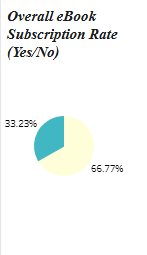 Overall eBook
Subscription Rate
(Yes/No)
33.23%
66.77%